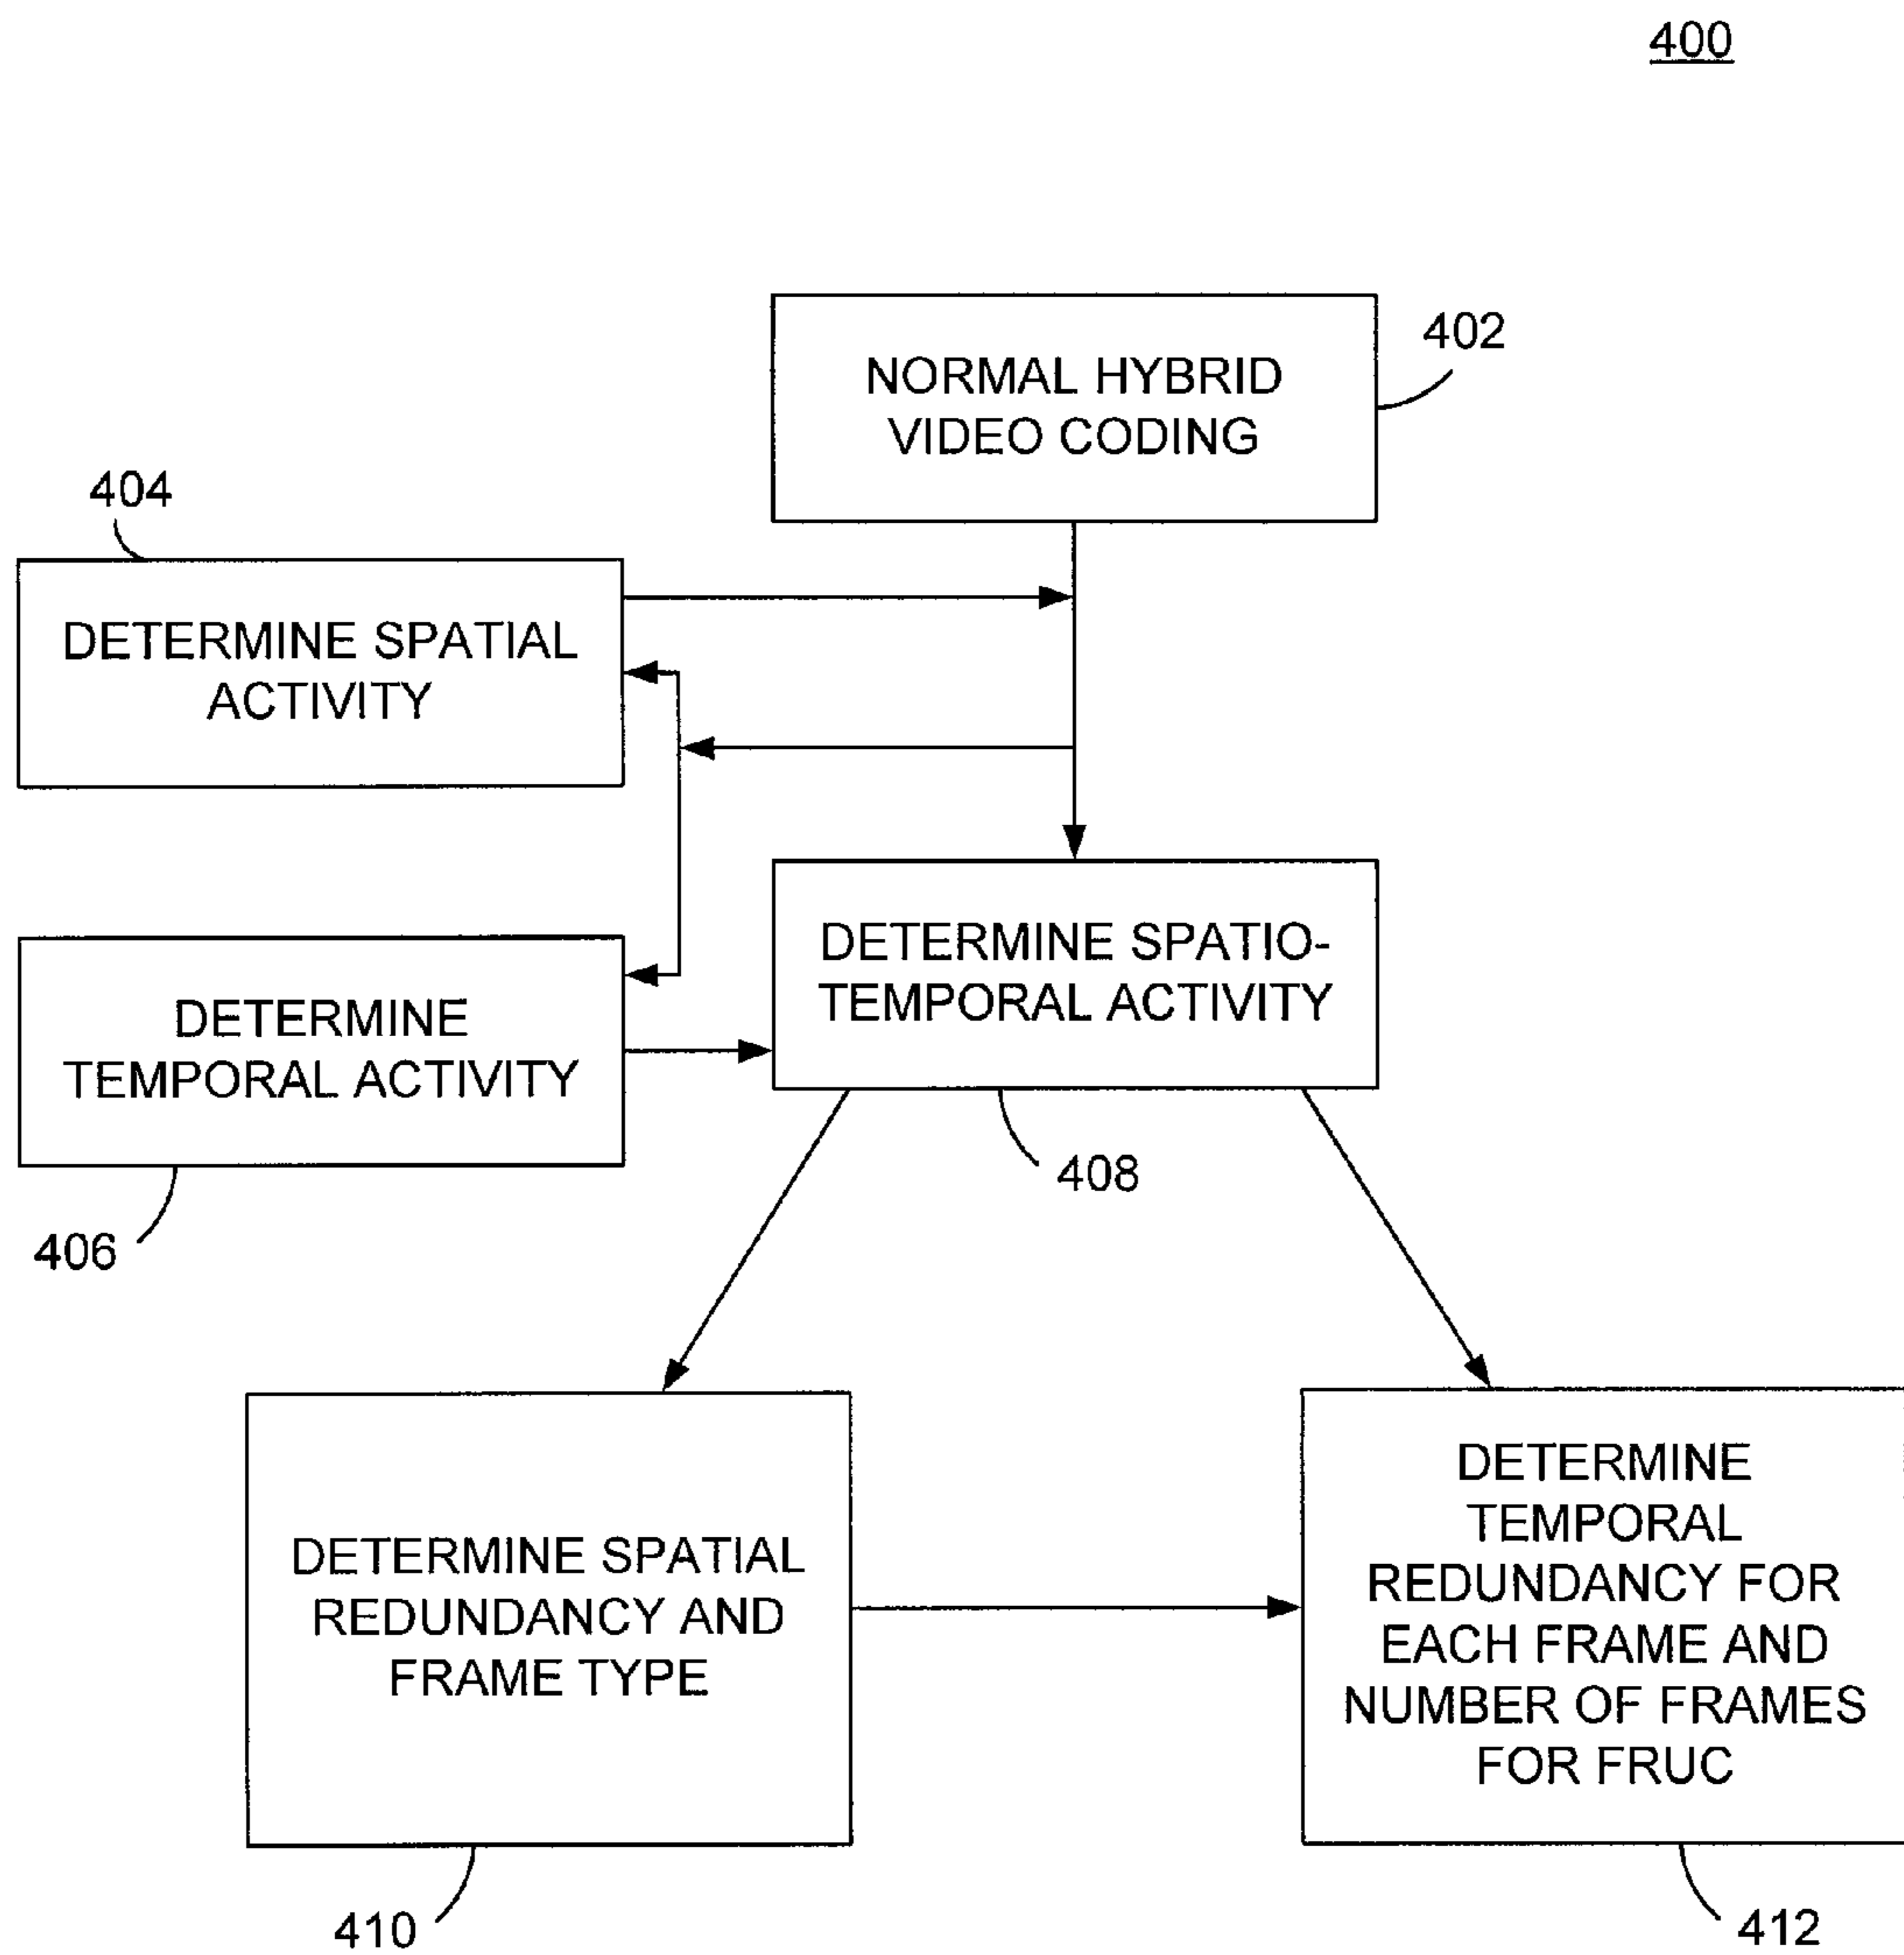 400
NORMAL HYBRID
VIDEO CODING
402
404
DETERMINE SPATIAL
ACTIVITY
DETERMINE SPATIO-
TEMPORAL ACTIVITY
DETERMINE
TEMPORAL ACTIVITY
408
406
DETERMINE SPATIAL
REDUNDANCY AND
FRAME TYPE
DETERMINE
TEMPORAL
REDUNDANCY FOR
EACH FRAME AND
NUMBER OF FRAMES
FOR FRUC
410
412